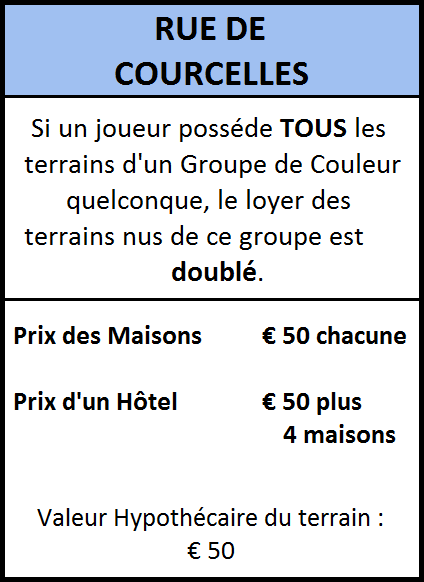 RUE DE
COURCELLES
Si un joueur posséde TOUS les
terrains d'un Groupe de Couleur
quelconque, le loyer des
terrains nus de ce groupe est
doublé.
Prix des Maisons € 50 chacune
Prix d'un Hôtel € 50 plus
4 maisons
Valeur Hypothécaire du terrain :
€ 50